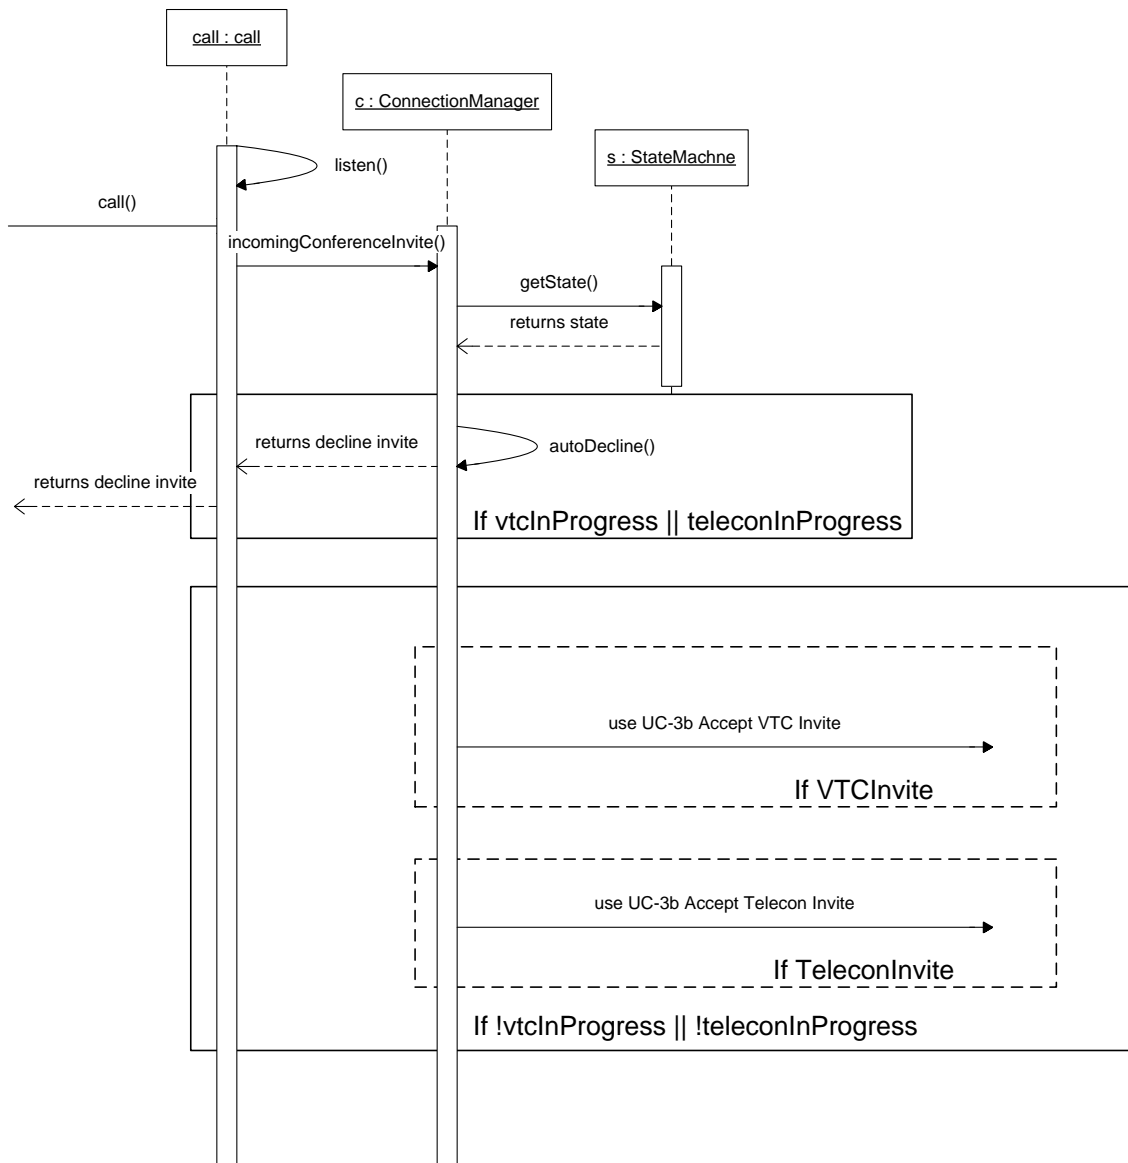 call : call
c : ConnectionManager
s : StateMachne
listen()
call()
incomingConferenceInvite()
getState()
returns state
returns decline invite
autoDecline()
returns decline invite
If vtcInProgress || teleconInProgress
use UC-3b Accept VTC Invite
If VTCInvite
use UC-3b Accept Telecon Invite
If TeleconInvite
If !vtcInProgress || !teleconInProgress